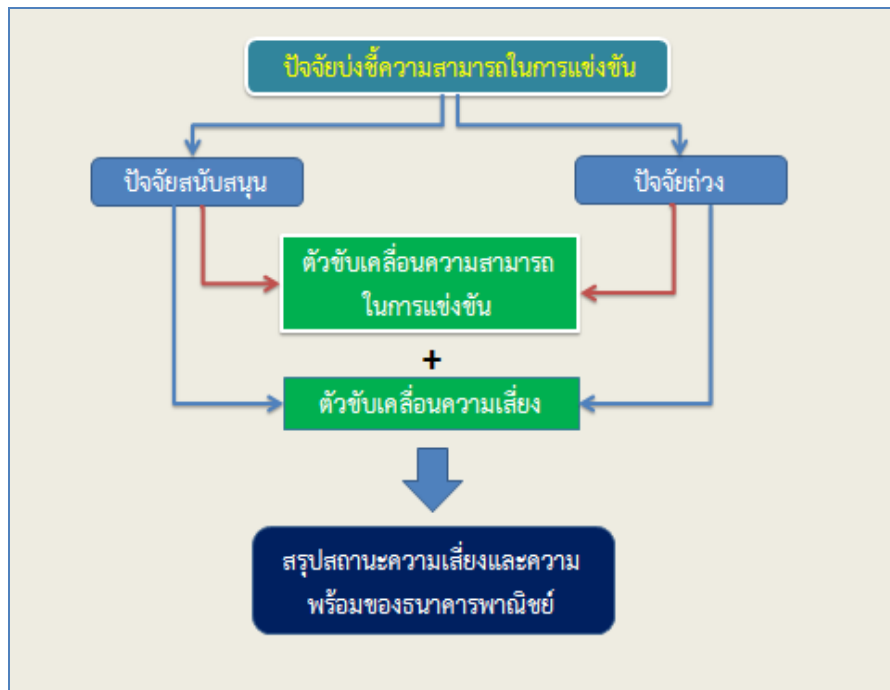 ปัจจัยบ่งชี้ความสามารถในการแข่งขัน
ปัจจัยสนับสนุน
ปัจจัยถ่วง
ตัวขับเคลื่อนความสามารถ
ในการแข่งขัน
+
ตัวขับเคลื่อนความเสี่ยง
สรุปสถานะความเสี่ยงและความ
พร้อมของธนาคารพาณิชย์